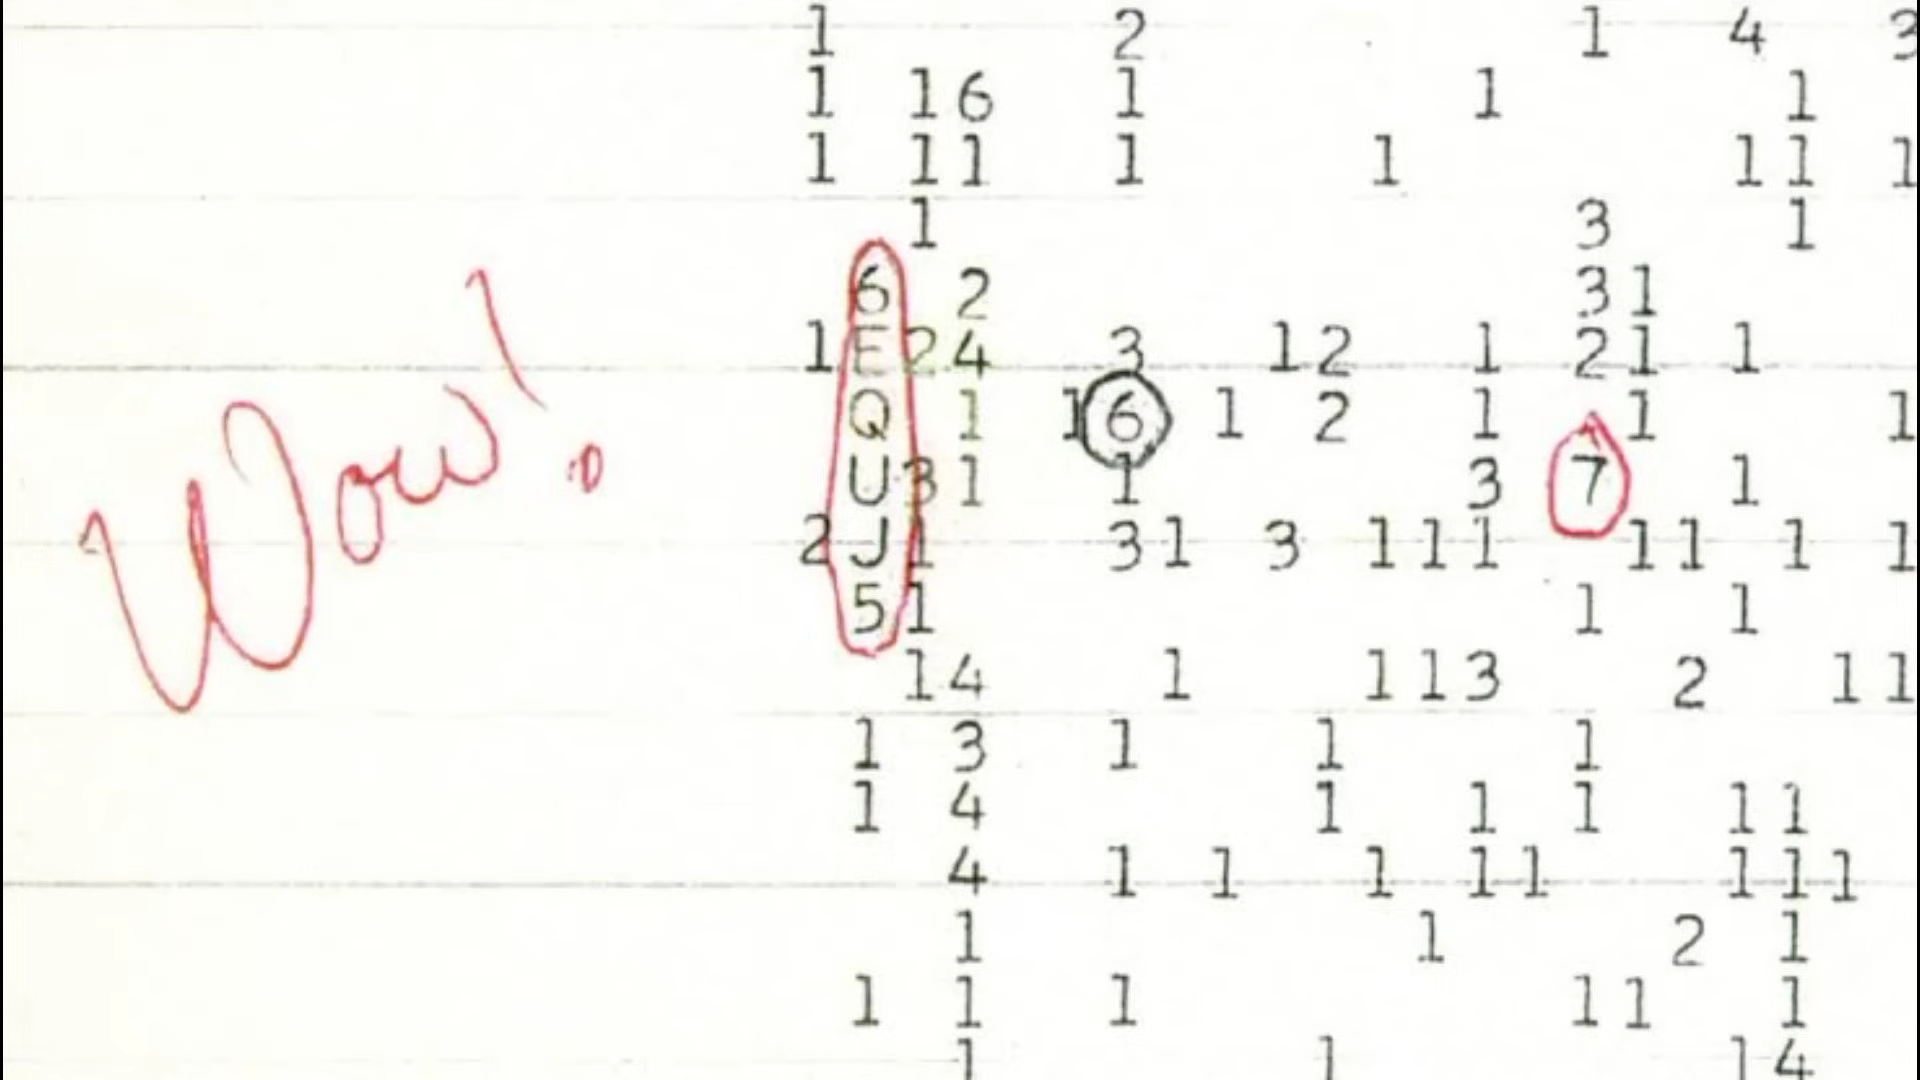 1 2 1 4 3
1 16 1 1 1
1 11 1 1 11 1
1 3 1
6 2 31
1E24 3 12 1 21 1
Q 1 16 1 2 1 1 1
U31 1 3 7 1
2J1 31 3 111 11 1 1
51 1 1
14 1 113 2 11
1 3 1 1 1
1 4 1 1 1 11
4 1 1 1 11 111
1 1 2 1
1 1 1 11 1
1 1 14
Wow!